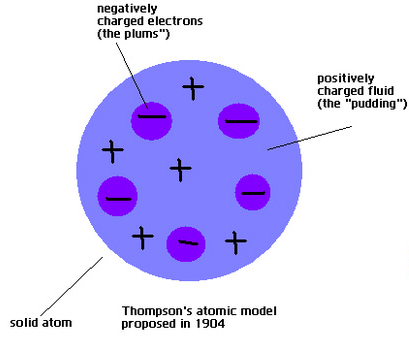 negatively
charged electrons
(the plums")
positively
charged fluid
(the "pudding")
+
− −
+
+
− −
+ − +
Thompson's atomic model
proposed in 1904
solid atom